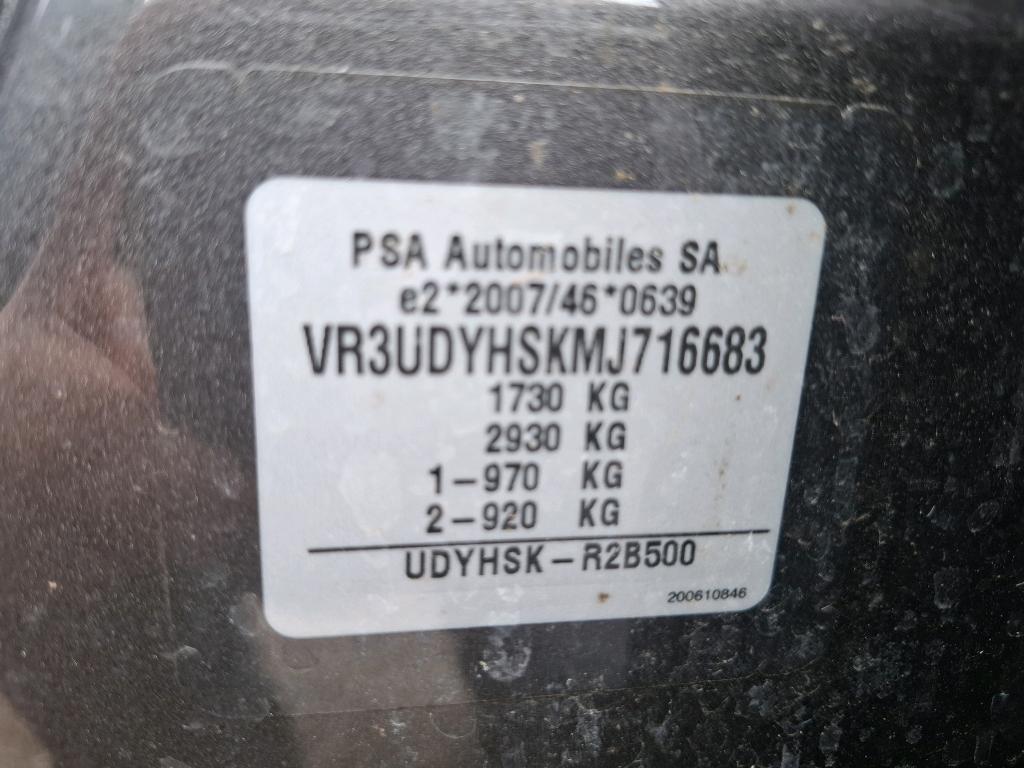 PSA Automobiles SA
e2*2007/46*0639
VR3UDYHSKMJ716683
1730 KG
2930 KG
1-970 KG
2-920 KG
UDYHSK-R2B500
200610846